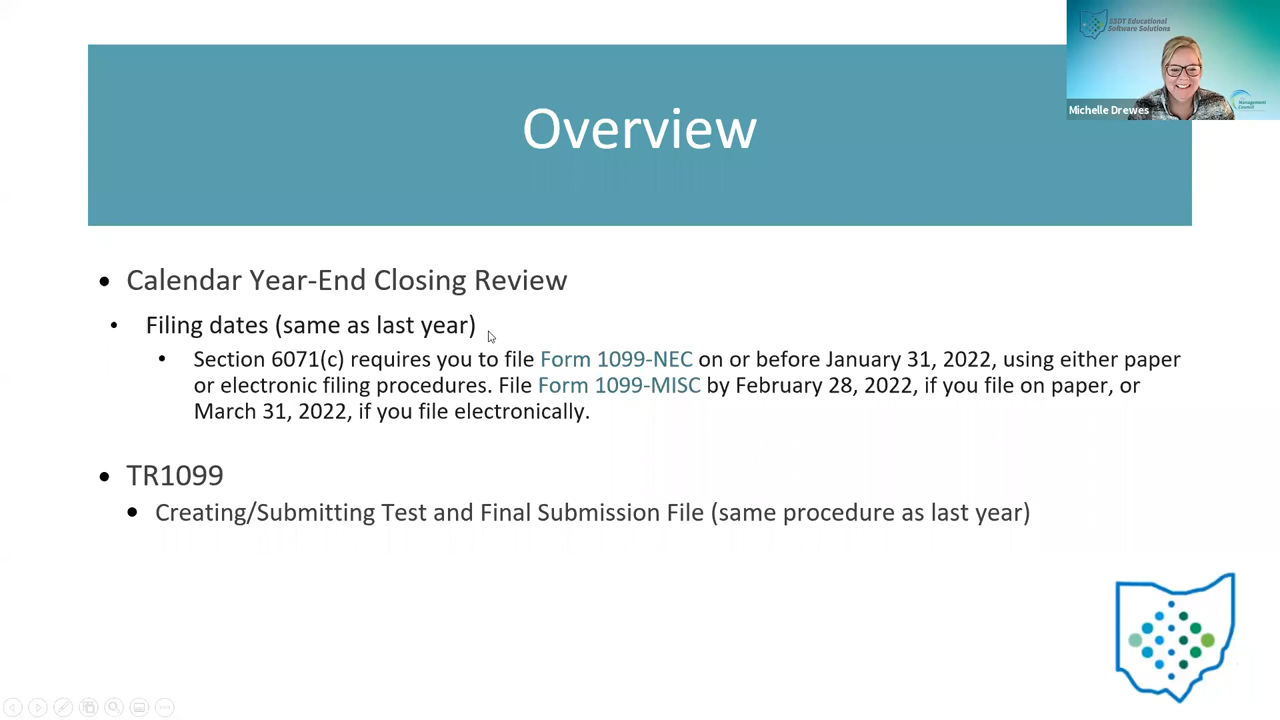 SSDT Educational
Software Solutions
Management
Council
Michelle Drewes
Overview
Calendar Year-End Closing Review
Filing dates (same as last year)
Section 6071(c) requires you to file Form 1099-NEC on or before January 31, 2022, using either paper
or electronic filing procedures. File Form 1099-MISC by February 28, 2022, if you file on paper, or
March 31, 2022, if you file electronically.
TR1099
Creating/Submitting Test and Final Submission File (same procedure as last year)